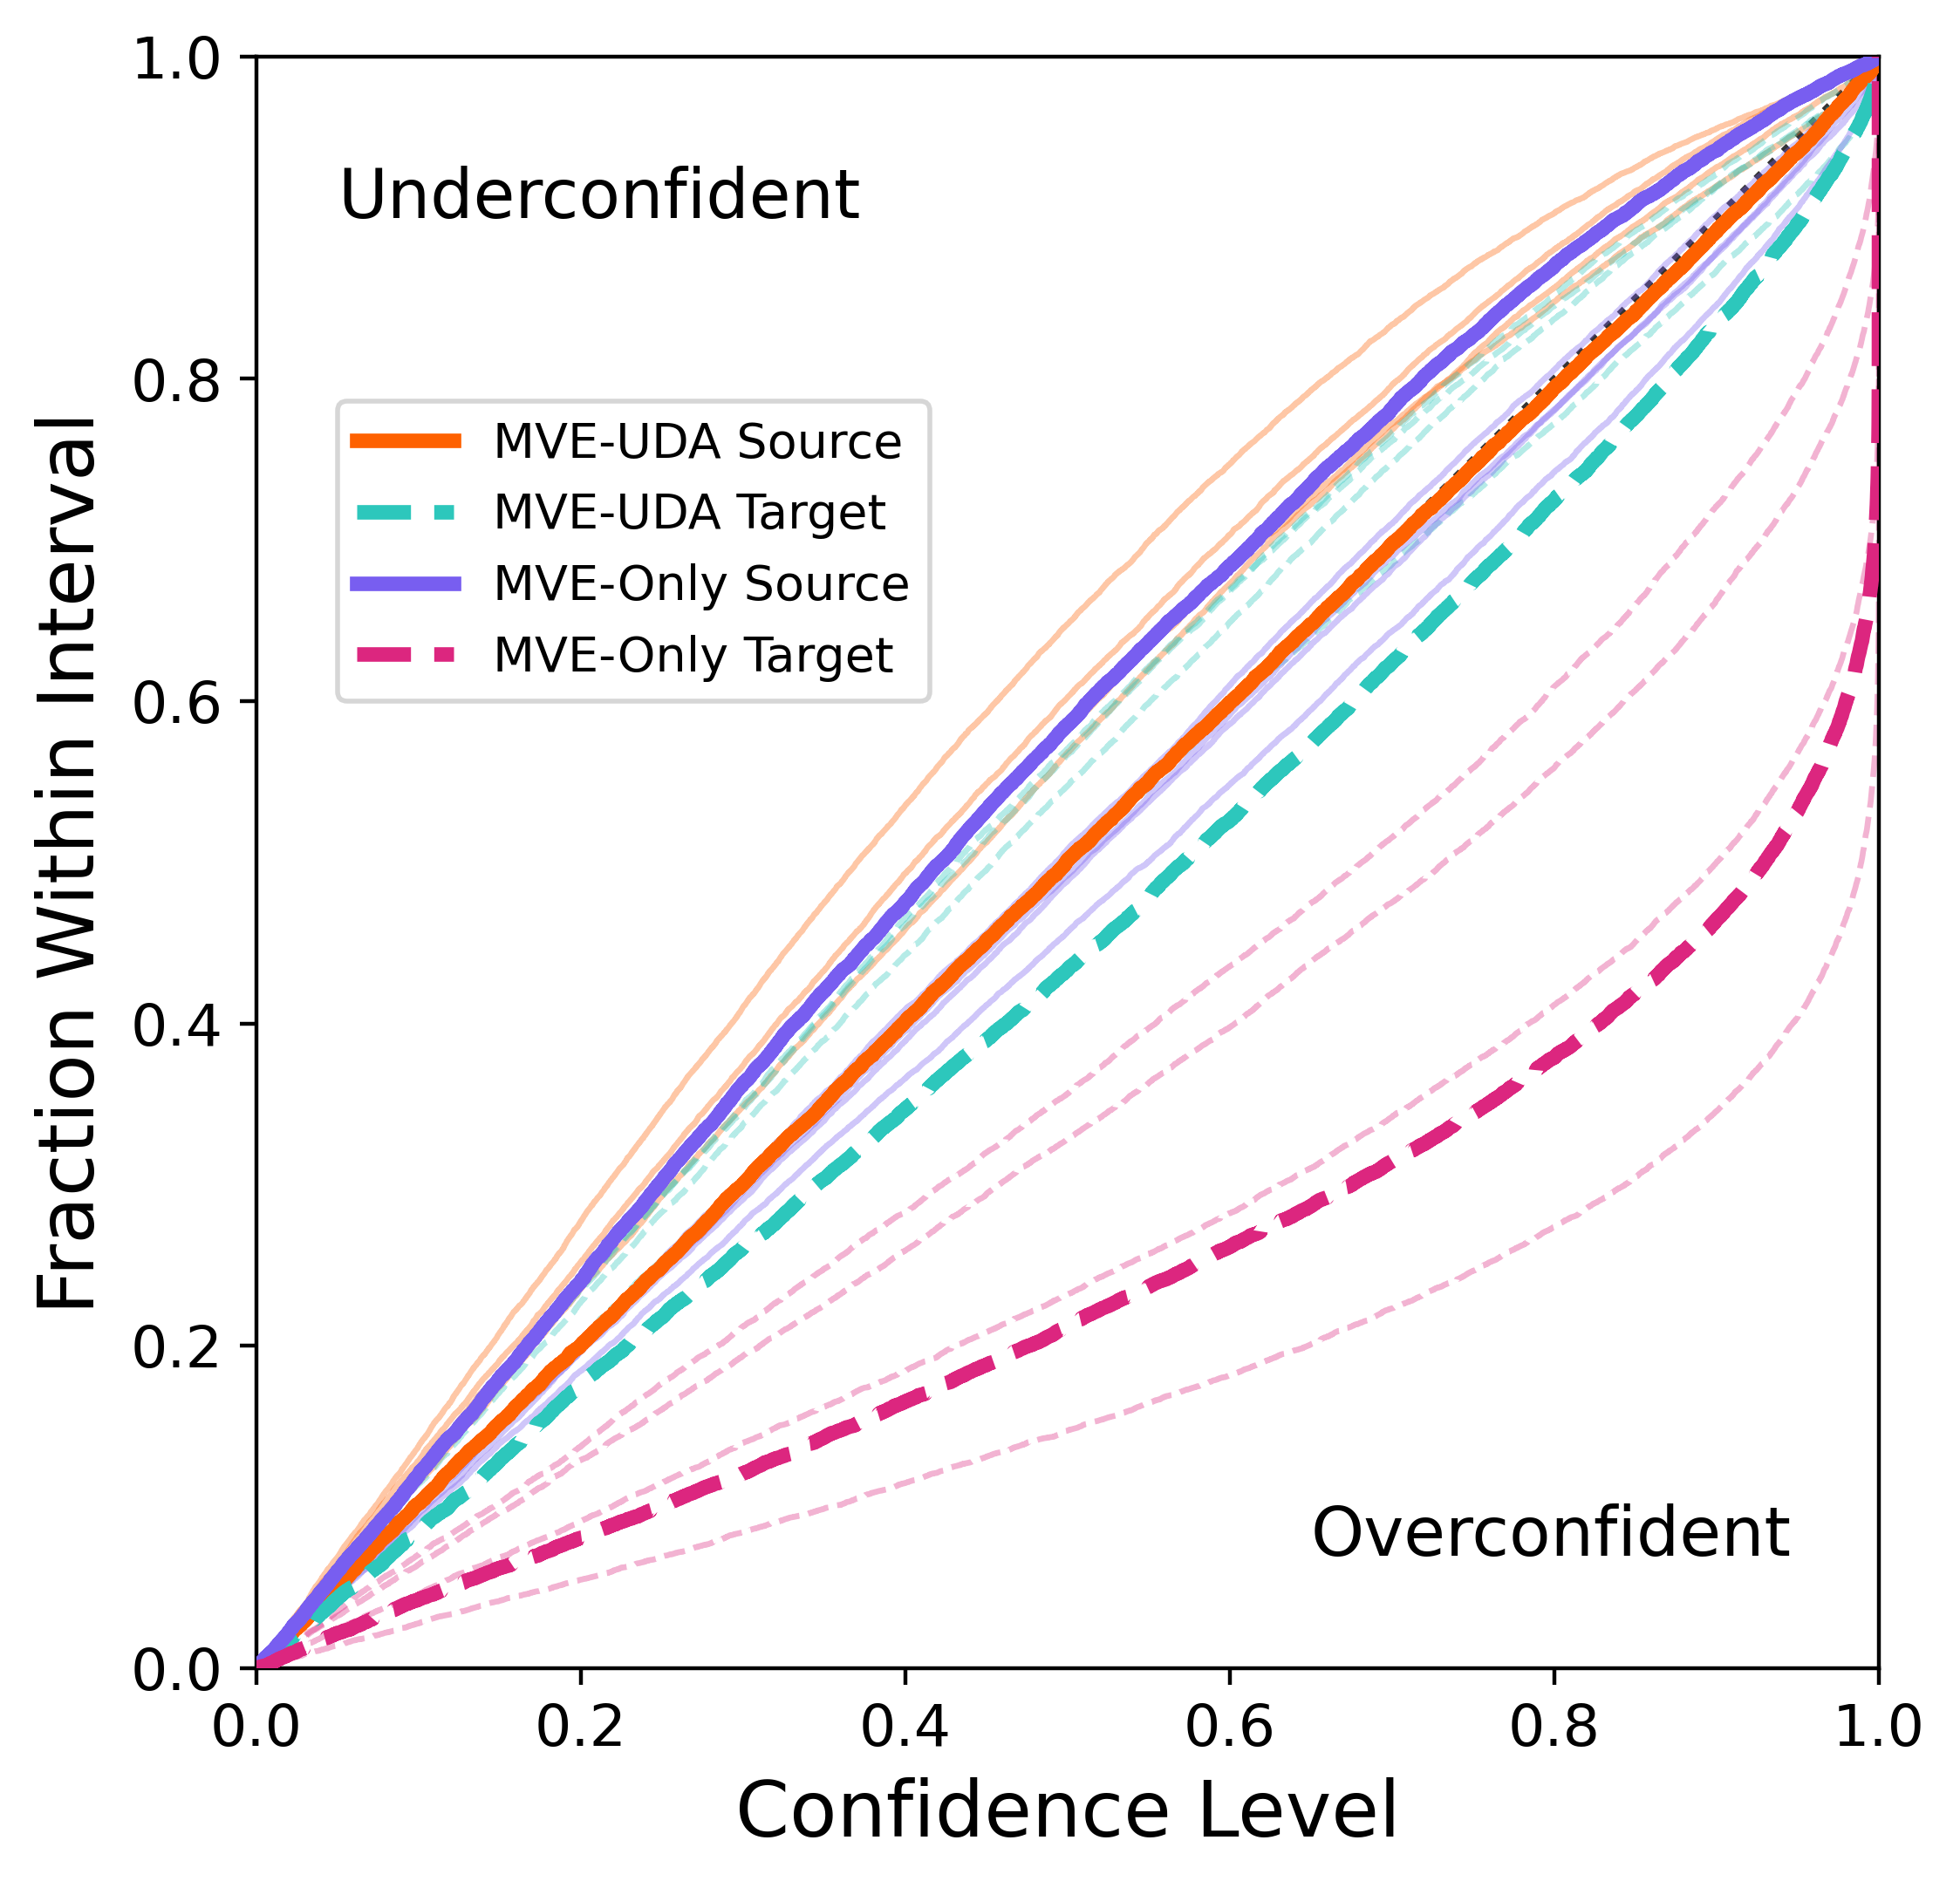 1.0
0.8
0.6
0.4
0.2
0.0
Fraction Within Interval
Underconfident
MVE-UDA Source
MVE-UDA Target
MVE-Only Source
MVE-Only Target
Overconfident
0.0 0.2 0.4 0.6 0.8 1.0
Confidence Level